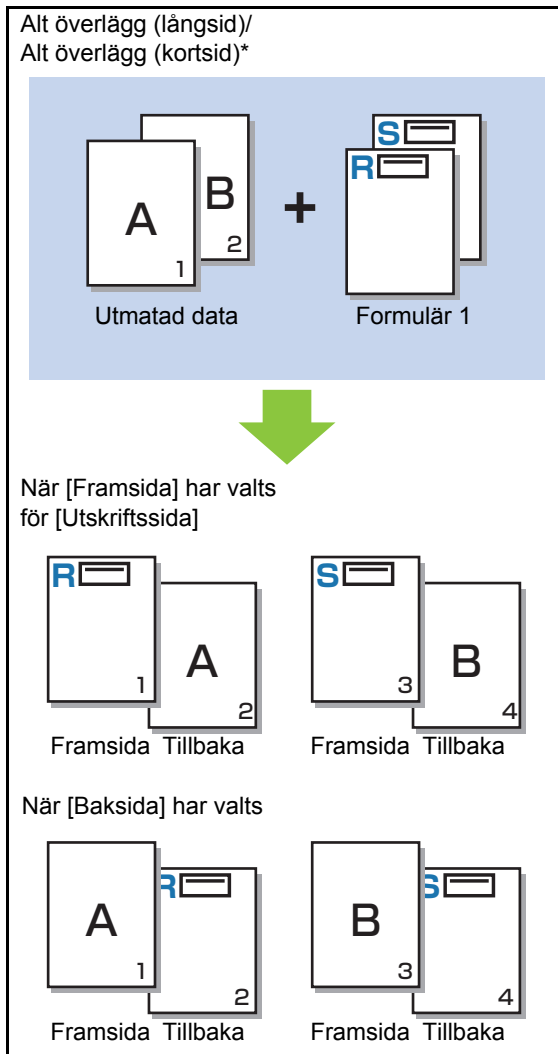 Alt överlägg (långsid)/
Alt överlägg (kortsid)*
A
1
B
2
+
R
S
Utmatad data
Formulär 1
När [Framsida] har valts
för [Utskriftssida]
R
1
A
2
S
3
B
4
Framsida Tillbaka
Framsida Tillbaka
När [Baksida] har valts
A
1
R
2
B
3
S
4
Framsida Tillbaka
Framsida Tillbaka